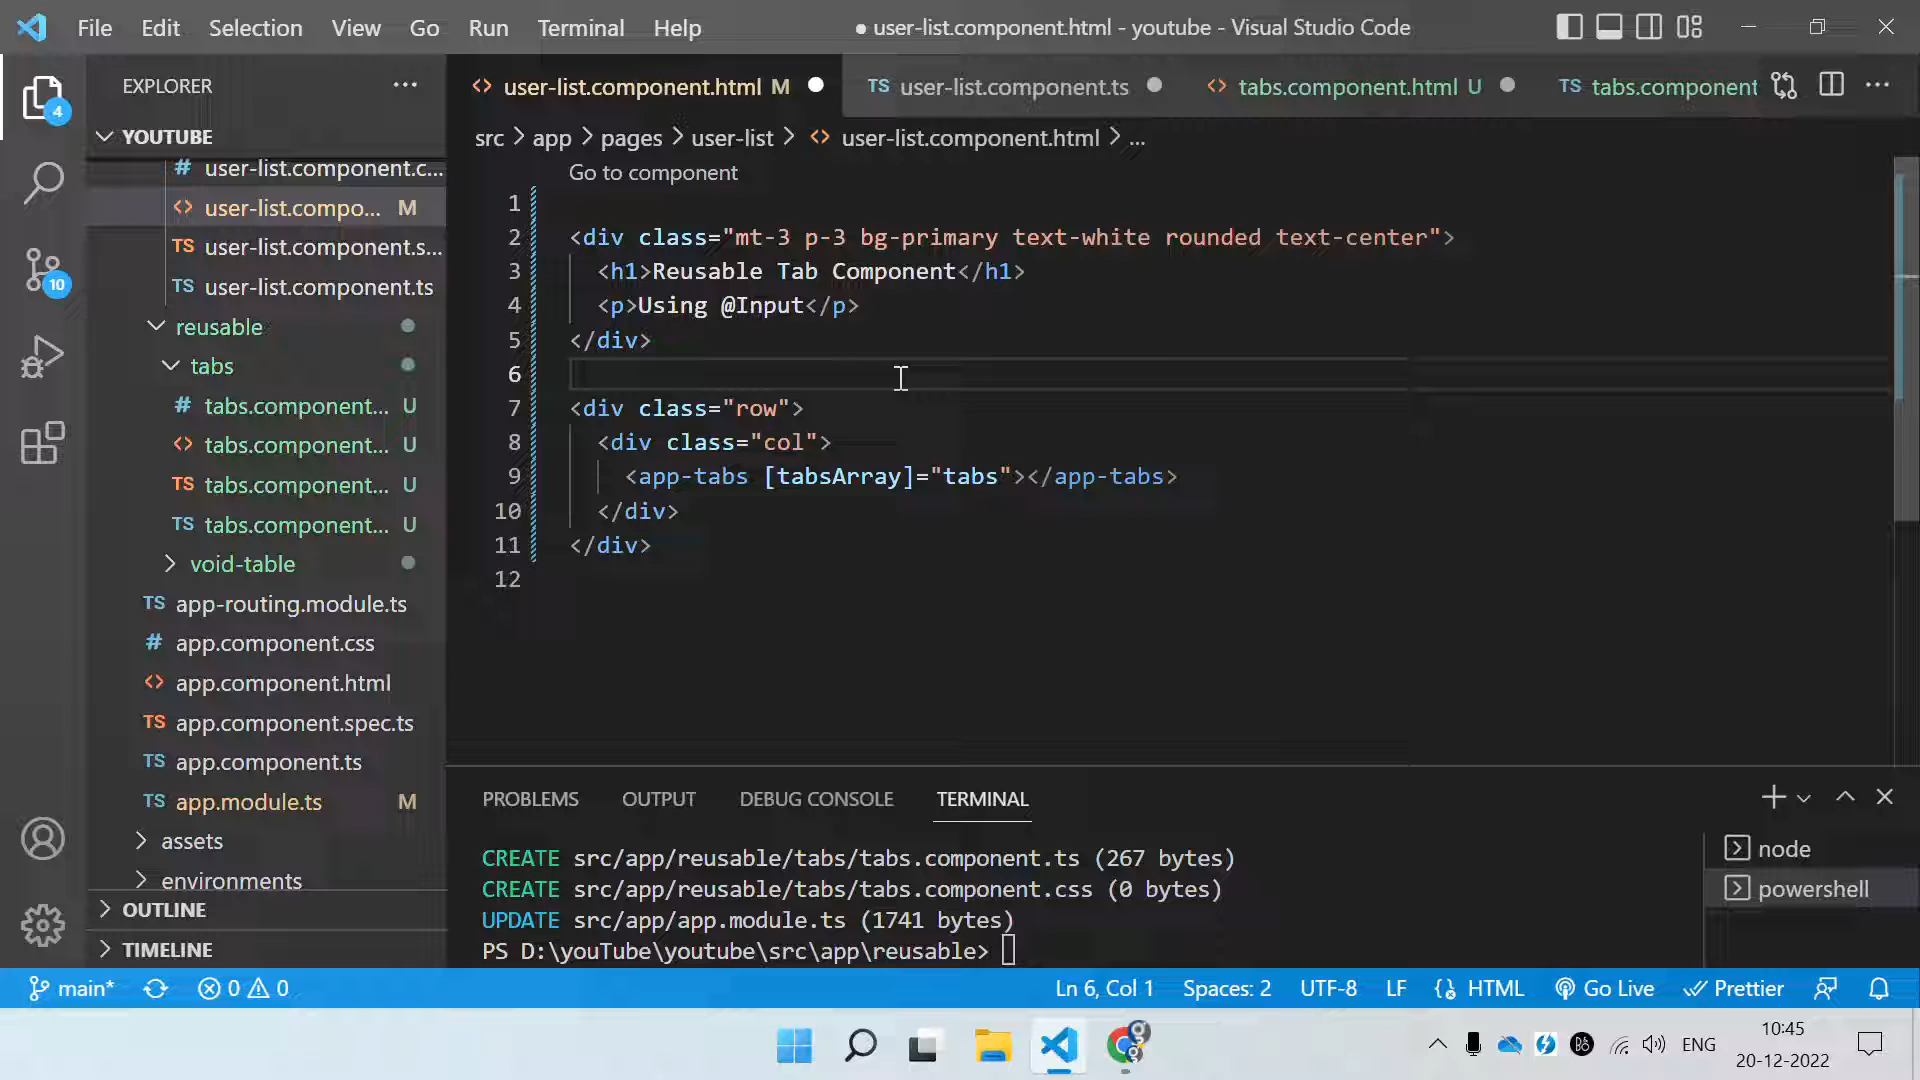 File Edit Selection View Go Run Terminal Help
● user-list.component.html - youtube - Visual Studio Code
EXPLORER
YOUTUBE
user-list.component.c...
user-list.compo... M
user-list.component.s...
user-list.component.ts
reusable
tabs
tabs.component... U
tabs.component... U
tabs.component... U
tabs.component... U
void-table
app-routing.module.ts
app.component.css
app.component.html
app.component.spec.ts
app.component.ts
app.module.ts M
assets
environments
OUTLINE
TIMELINE
4
10
user-list.component.html M
TS user-list.component.ts
tabs.component.html U
TS tabs.component
src > app > pages > user-list > <> user-list.component.html > ...
Go to component
1
2 <div class="mt-3 p-3 bg-primary text-white rounded text-center">
3 <h1>Reusable Tab Component</h1>
4 <p>Using @Input</p>
5 </div>
6
7 <div class="row">
8 <div class="col">
9 <app-tabs [tabsArray]="tabs"></app-tabs>
10 </div>
11 </div>
12
PROBLEMS OUTPUT DEBUG CONSOLE TERMINAL
CREATE src/app/reusable/tabs/tabs.component.ts (267 bytes)
CREATE src/app/reusable/tabs/tabs.component.css (0 bytes)
UPDATE src/app/app.module.ts (1741 bytes)
PS D:\youTube\youtube\src\app\reusable>
node
powershell
main* 0 0 Ln 6, Col 1 Spaces: 2 UTF-8 LF HTML Go Live Prettier
ENG
10:45
20-12-2022